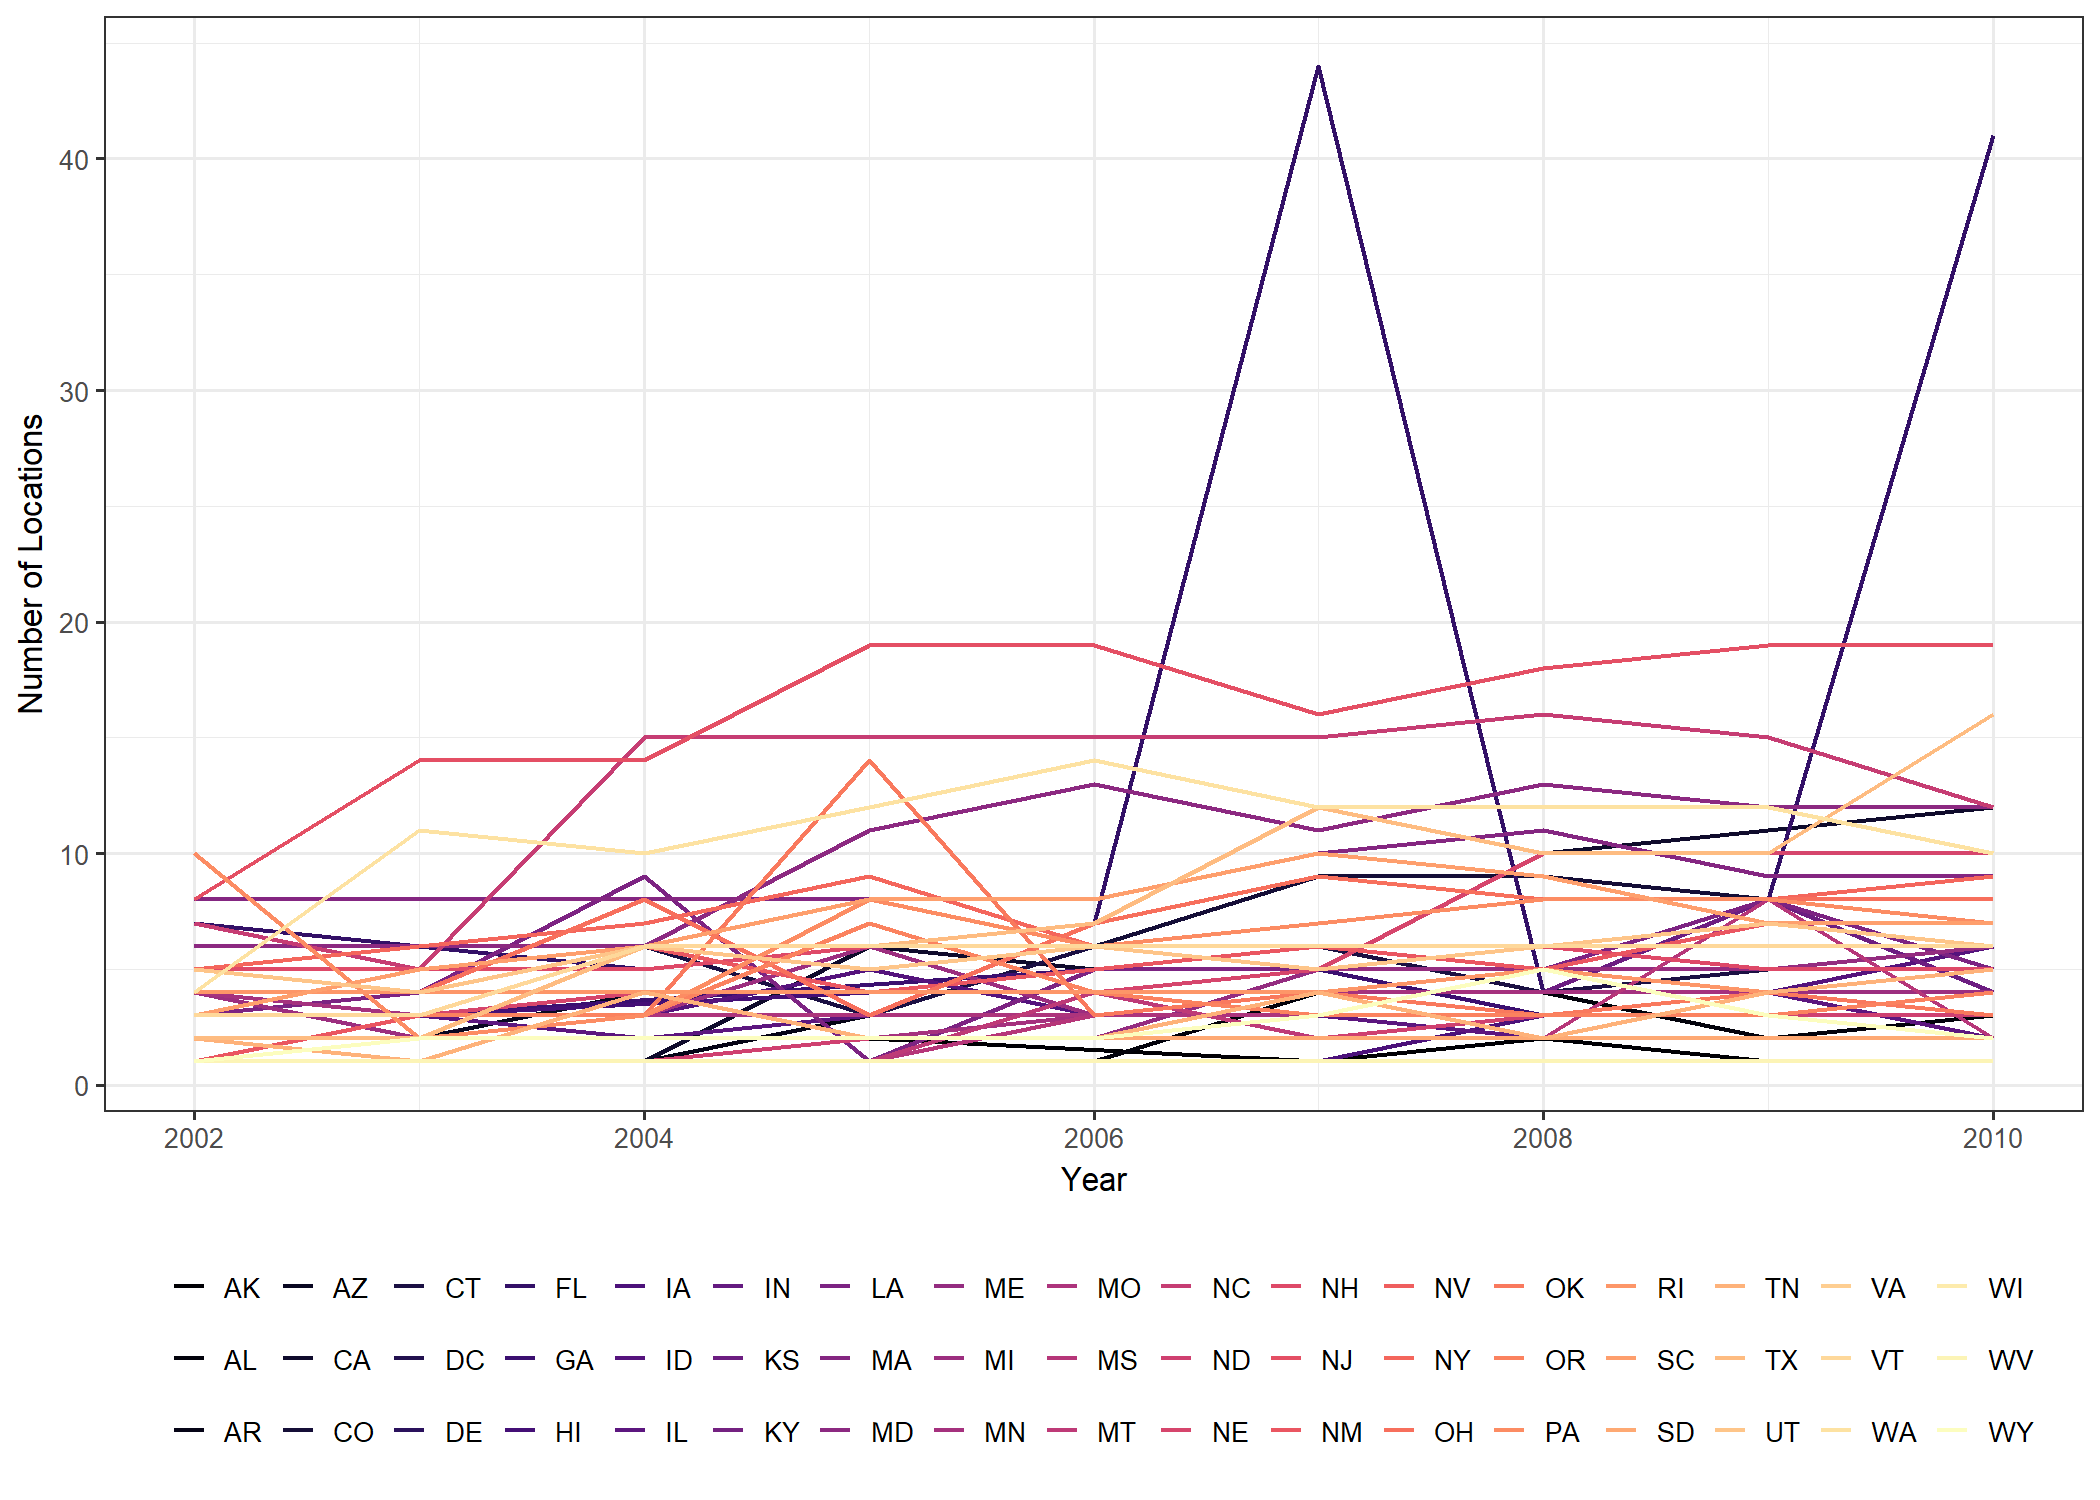 40
30
20
10
0
Number of Locations
2002 2004 2006 2008 2010
Year
AK AZ CT FL IA IN LA ME MO NC NH NV OK RI TN VA WI
AL CA DC GA ID KS MA MI MS ND NJ NY OR SC TX VT WV
AR CO DE HI IL KY MD MN MT NE NM OH PA SD UT WA WY